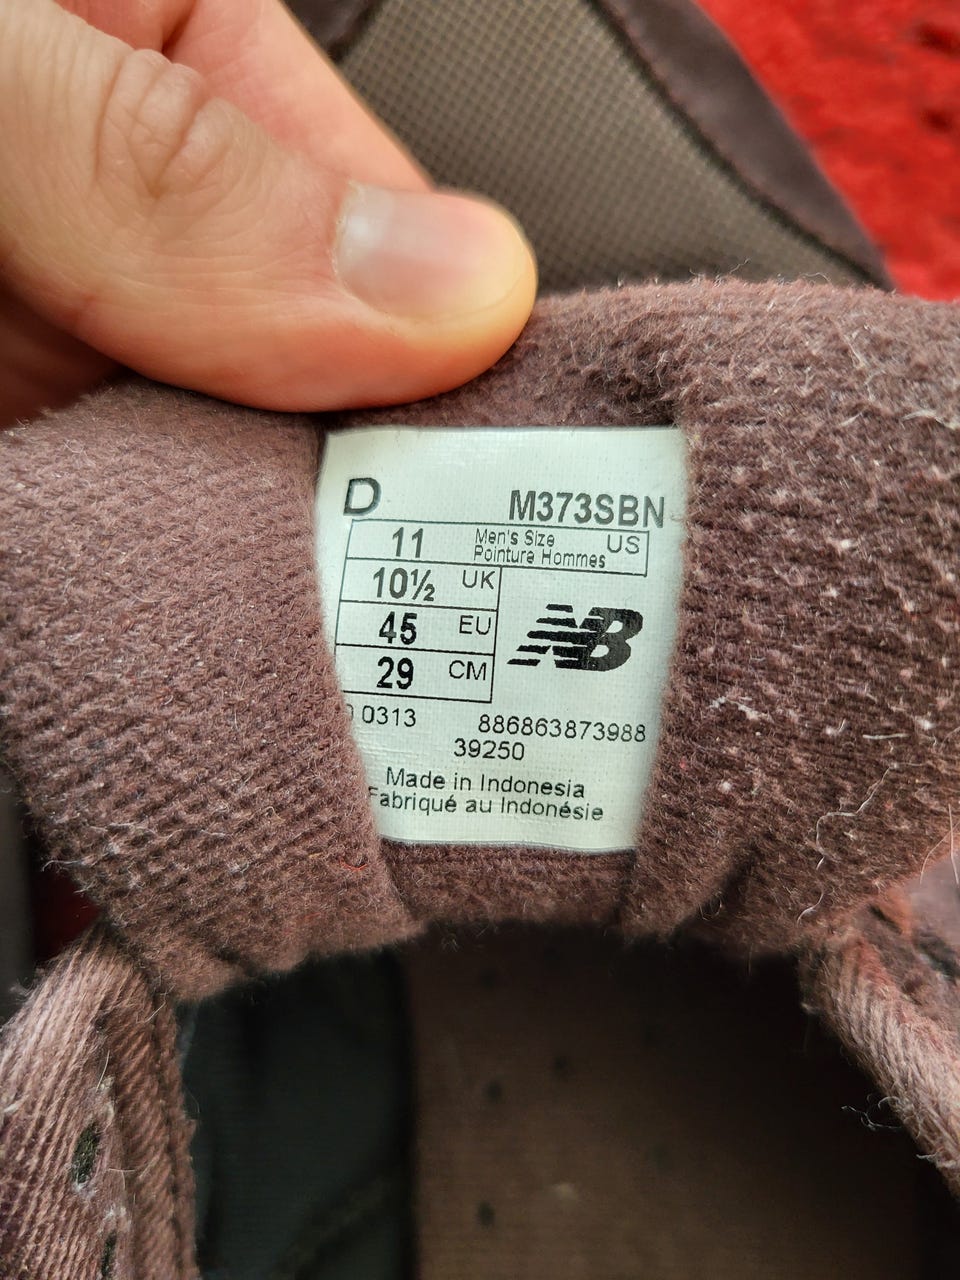 D M373SBN
11 Men's Size US
Pointure Hommes
10½ UK
45 EU
NB
29 CM
0313 886863873988
39250
Made in Indonesia
Fabriqué au Indonésie